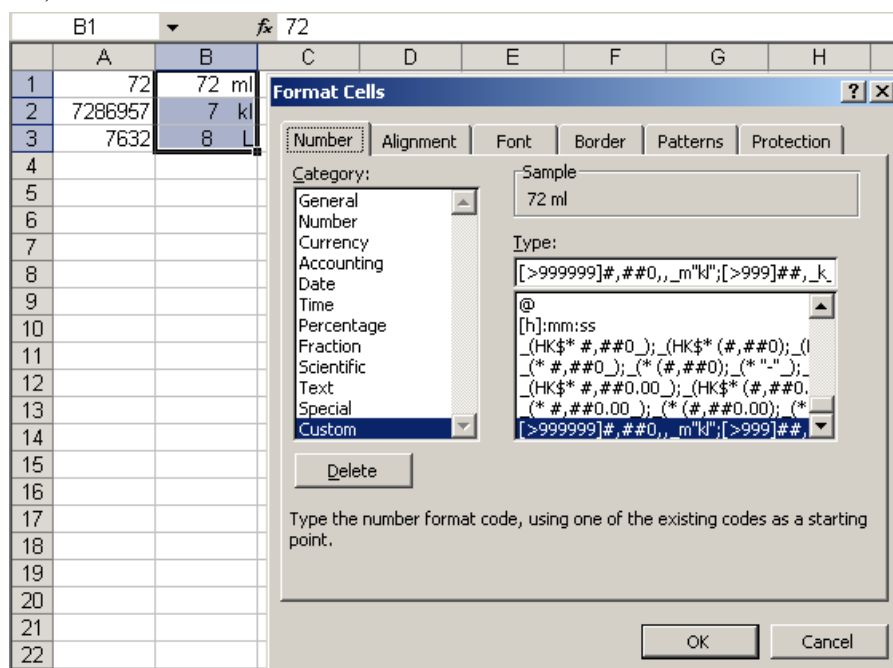 B1 fx 72
A B C D E F G H
1 72 72 ml
2 7286957 7 kl
3 7632 8 L
4
5
6
7
8
9
10
11
12
13
14
15
16
17
18
19
20
21
22
Format Cells
Number Alignment Font Border Patterns Protection
Category:
General
Number
Currency
Accounting
Date
Time
Percentage
Fraction
Scientific
Text
Special
Custom
Sample
72 ml
Type:
[>999999]#,##0,,_m"kl";[>999]##,_k_
@
[h]:mm:ss
_(HK$* #,##0_);_(HK$* (#,##0);_(
_(* #,##0_);_(* (#,##0);_(* "-"_);_
_(HK$* #,##0.00_);_(HK$* (#,##0.
_(* #,##0.00_);_(* (#,##0.00);_(*
[>999999]#,##0,,_m"kl";[>999]##,
Delete
Type the number format code, using one of the existing codes as a starting
point.
OK Cancel